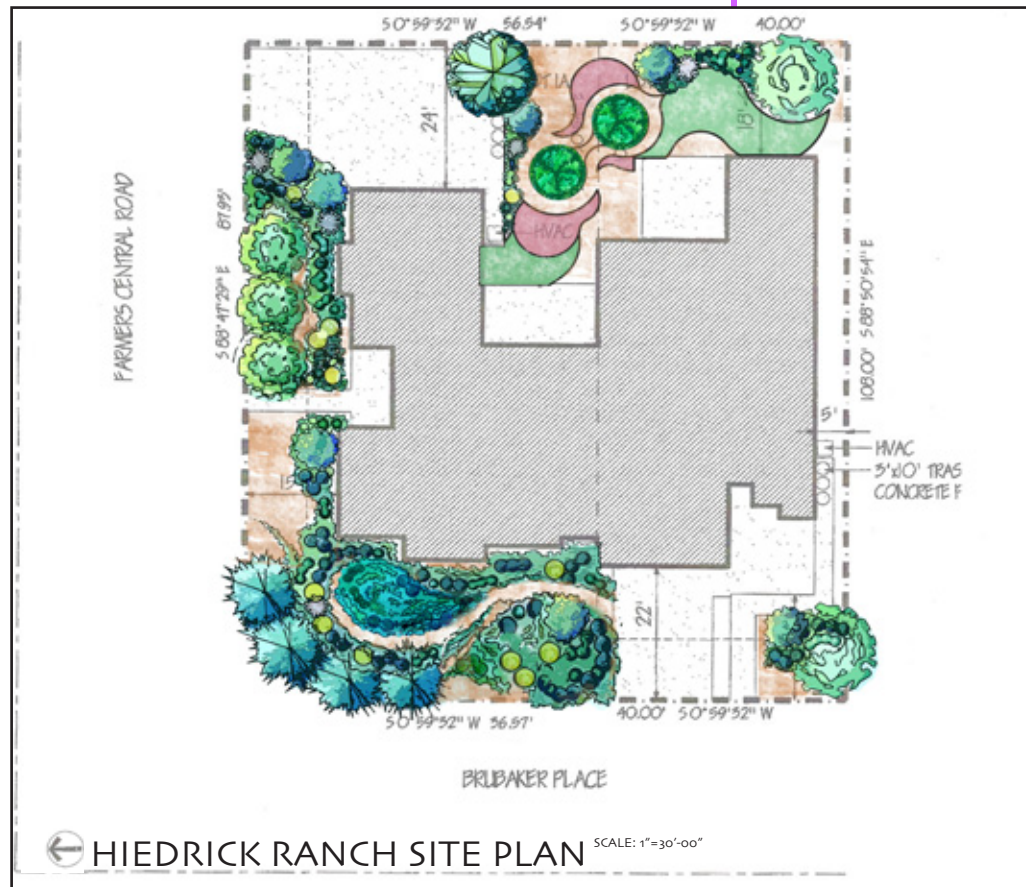 S 0°59'32" W 56.54' S 0°59'32" W 40.00'
24'
18'
FARMERS CENTRAL ROAD
S 88°47'29" E 87.95'
HVAC
108.00' S 88°50'54" E
5'
HVAC
3'x10' TRAS
CONCRETE
15'
22'
S 0°59'32" W 56.57'
40.00' S 0°59'32" W
BRUBAKER PLACE
HIEDRICK RANCH SITE PLAN SCALE: 1"=30'-00"